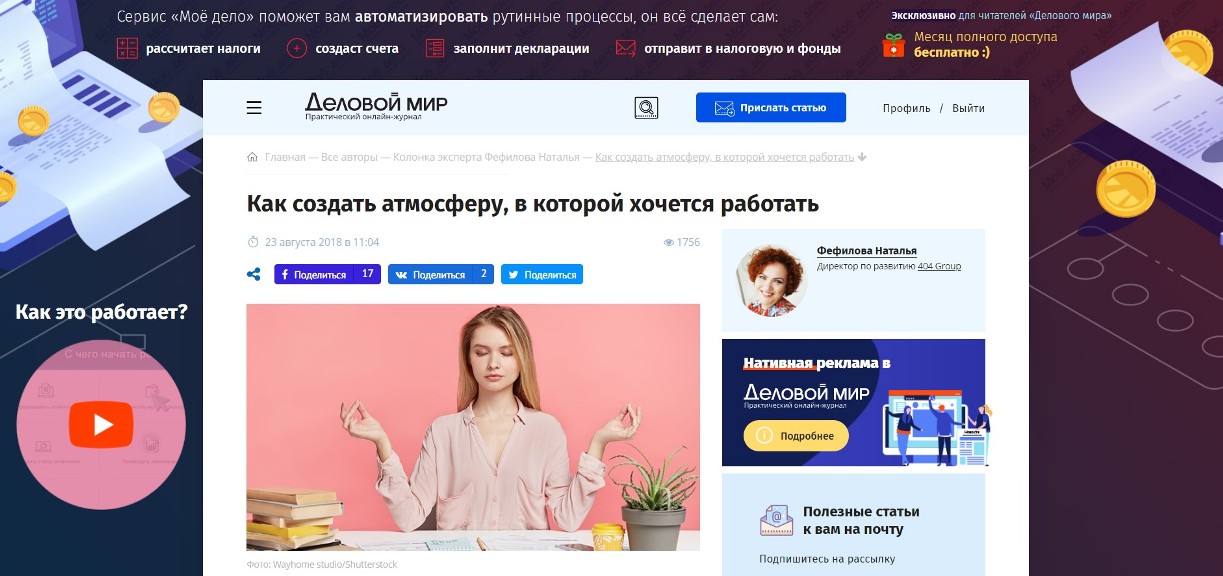 Сервис «Моё дело» поможет вам автоматизировать рутинные процессы, он всё сделает сам:
Эксклюзивно для читателей «Делового мира»
рассчитает налоги
создаст счета
заполнит декларации
отправит в налоговую и фонды
Месяц полного доступа
бесплатно :)
Деловой мир
Практический онлайн-журнал
Прислать статью
Профиль / Выйти
Главная — Все авторы — Колонка эксперта Фефилова Наталья — Как создать атмосферу, в которой хочется работать
Как создать атмосферу, в которой хочется работать
23 августа 2018 в 11:04
1756
Поделиться 17
Поделиться 2
Поделиться
Фефилова Наталья
Директор по развитию 404 Group
Как это работает?
С чего начать
Нативная реклама в
Деловой мир
Практический онлайн-журнал
Подробнее
Полезные статьи
к вам на почту
Подпишитесь на рассылку
Фото: Wayhome studio/Shutterstock